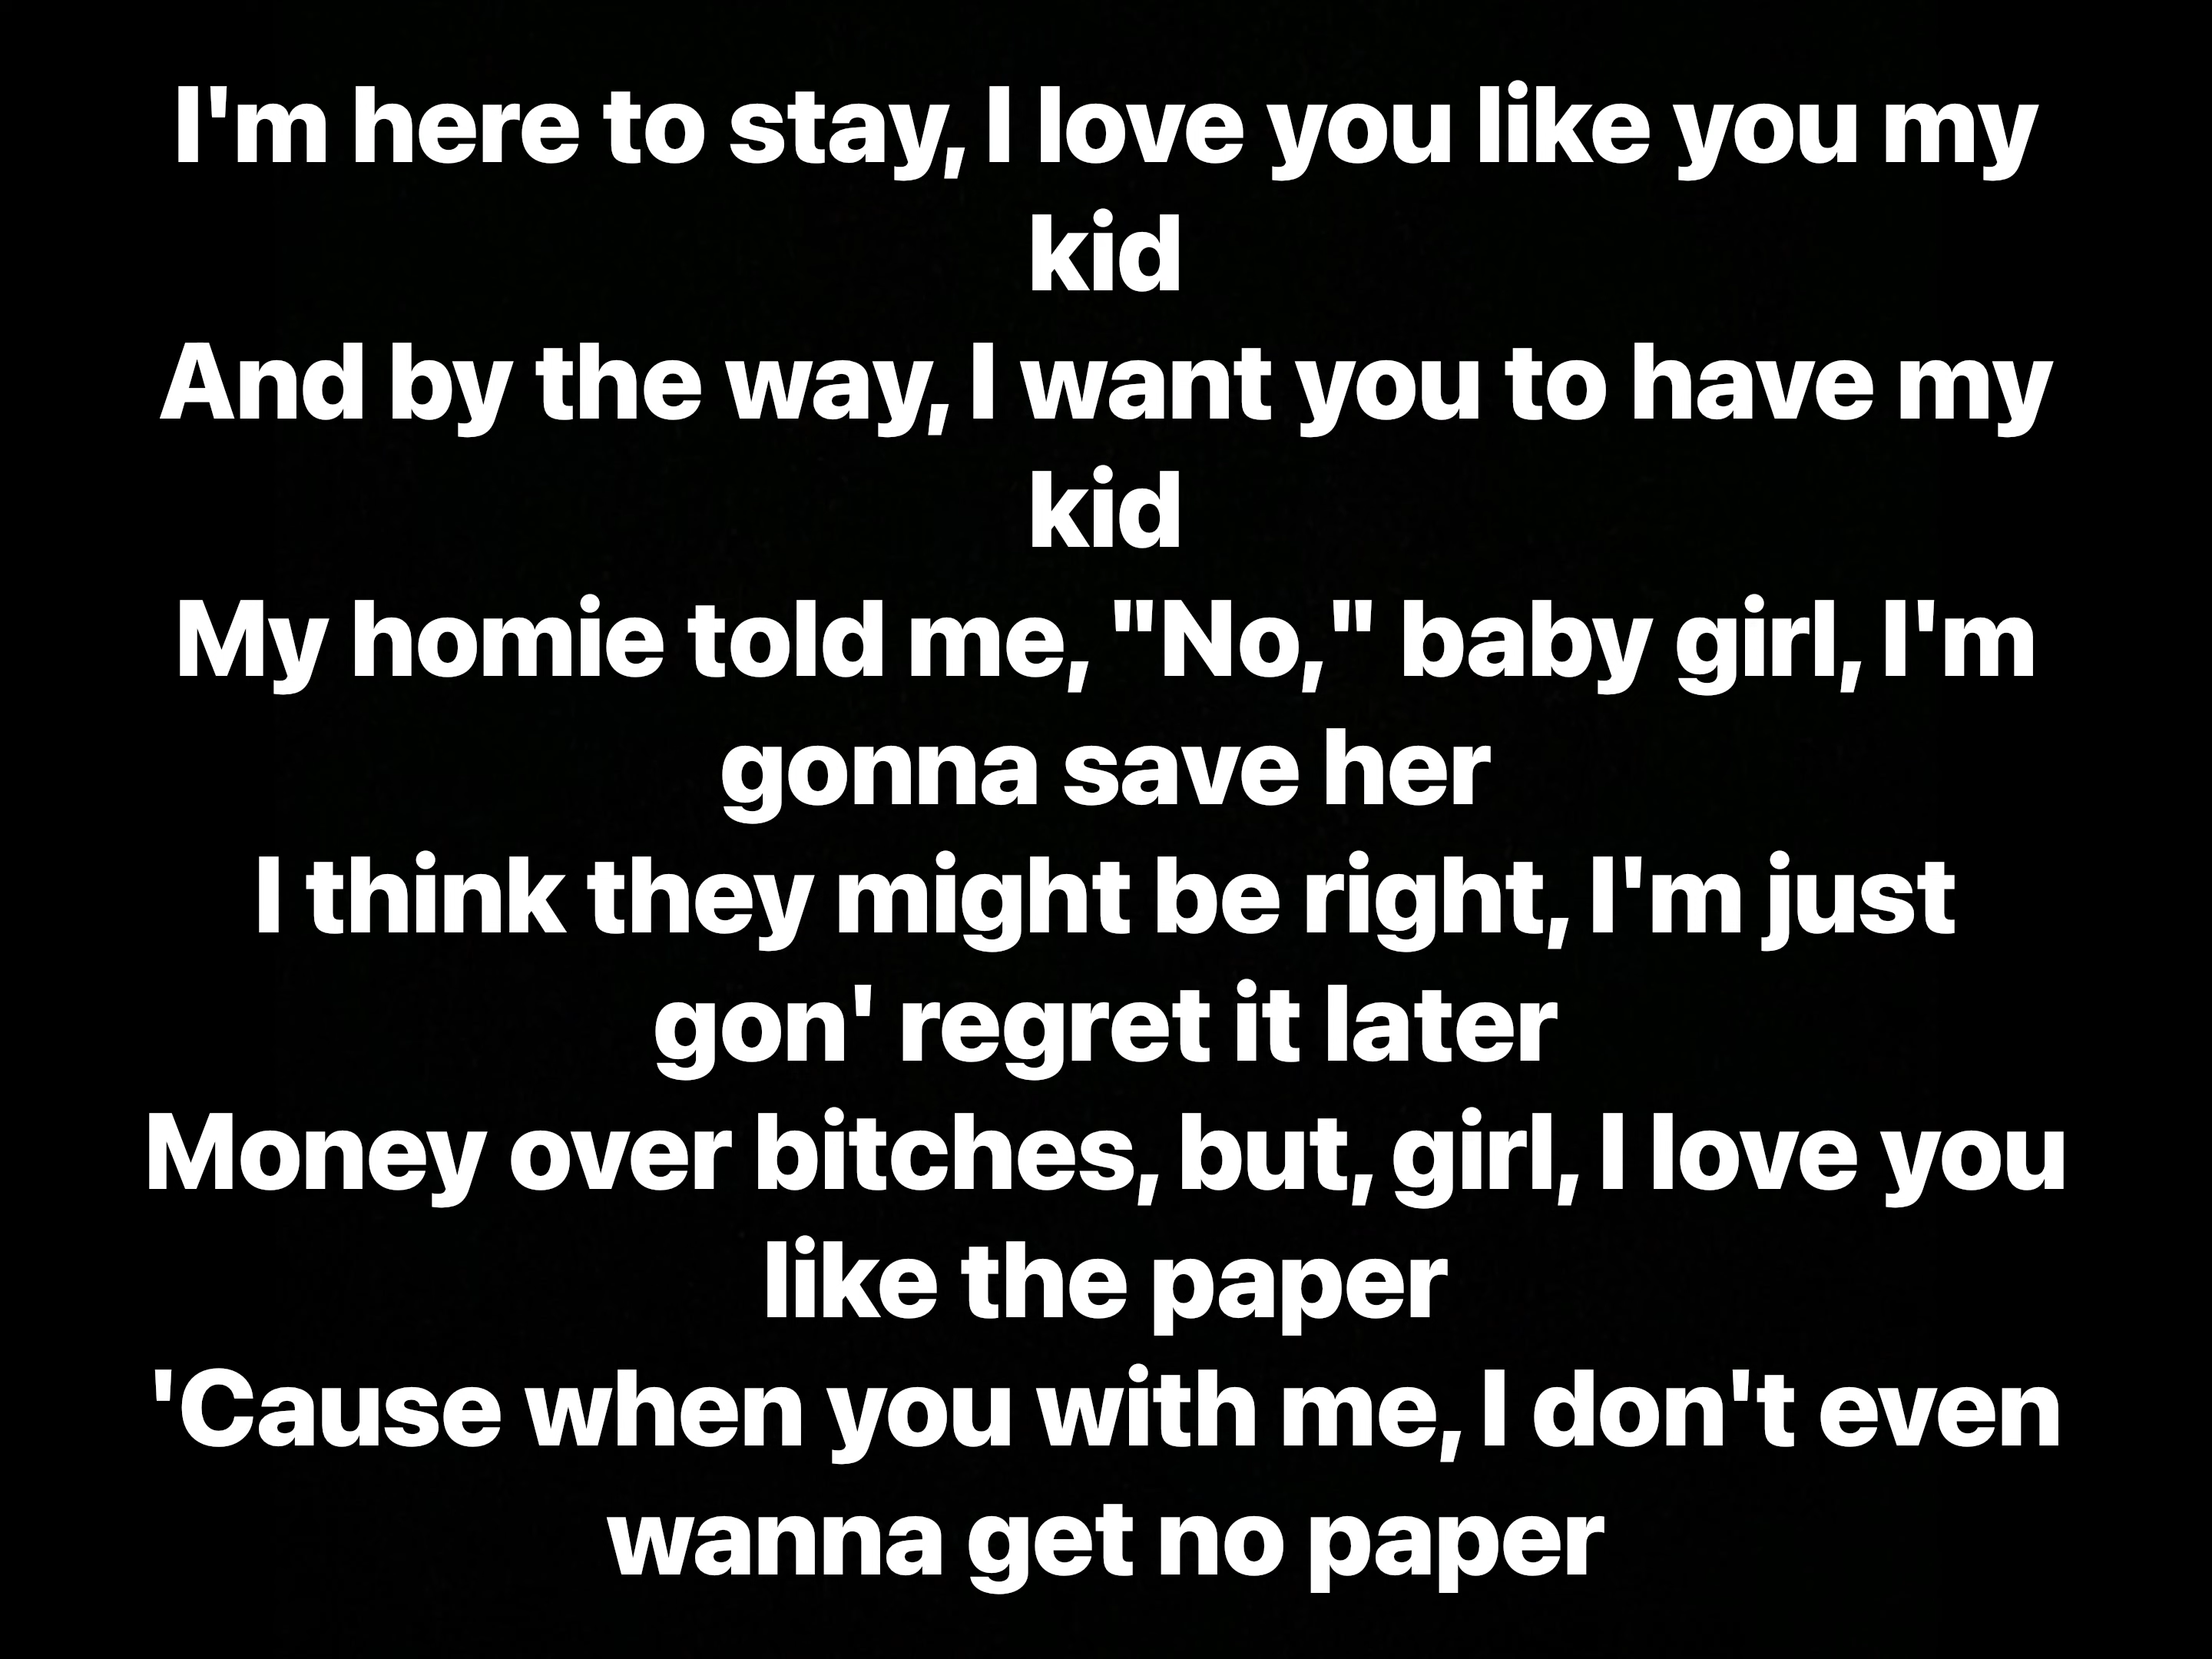 I'm here to stay, I love you like you my
kid
And by the way, I want you to have my
kid
My homie told me, "No," baby girl, I'm
gonna save her
I think they might be right, I'm just
gon' regret it later
Money over bitches, but, girl, I love you
like the paper
'Cause when you with me, I don't even
wanna get no paper